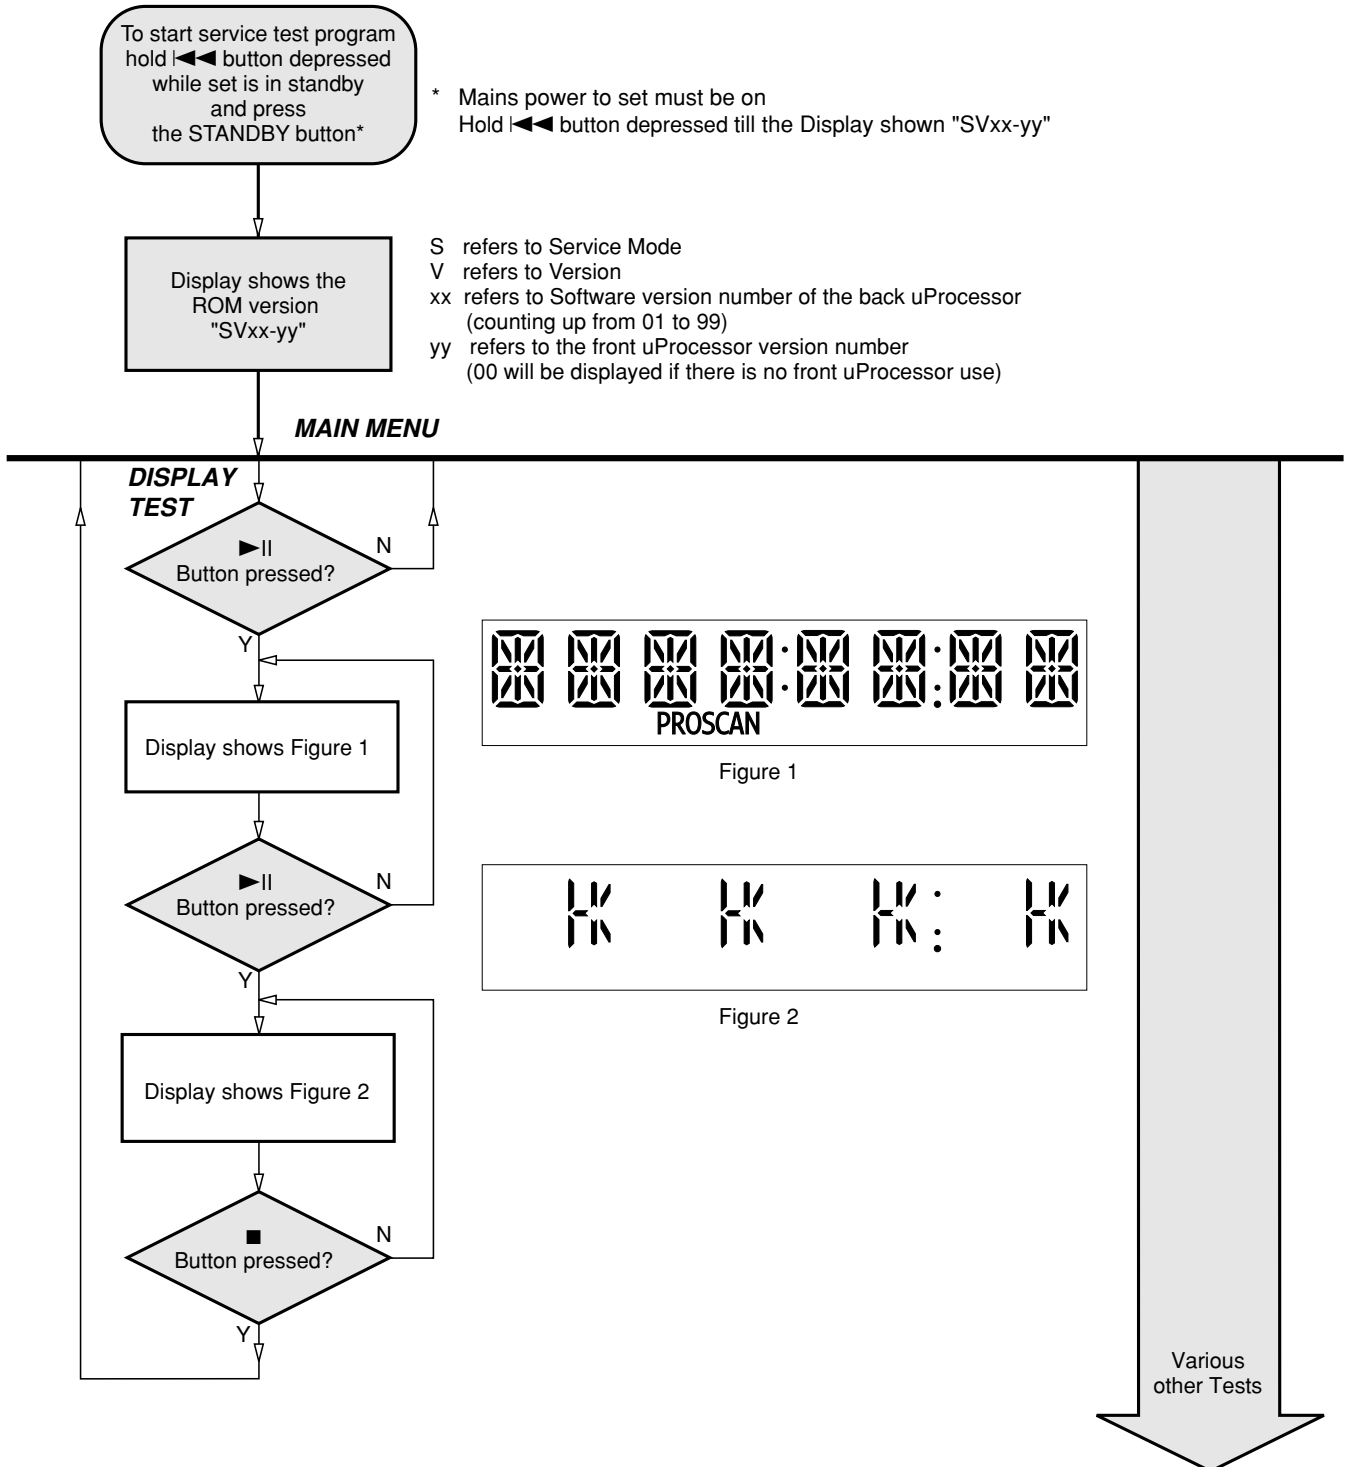 To start service test program
hold |◄◄ button depressed
while set is in standby
and press
the STANDBY button*
* Mains power to set must be on
Hold |◄◄ button depressed till the Display shown "SVxx-yy"
Display shows the
ROM version
"SVxx-yy"
S refers to Service Mode
V refers to Version
xx refers to Software version number of the back uProcessor
(counting up from 01 to 99)
yy refers to the front uProcessor version number
(00 will be displayed if there is no front uProcessor use)
MAIN MENU
DISPLAY
TEST
►II
Button pressed?
N
Y
Display shows Figure 1
PROSCAN
Figure 1
►II
Button pressed?
N
Y
Figure 2
Display shows Figure 2
■
Button pressed?
N
Y
Various
other Tests